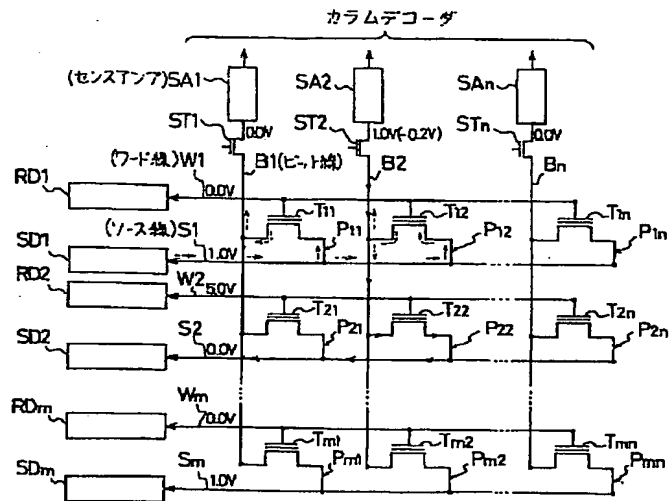 カラムデコーダ
(センスアンプ)SA1 SA2 SAn
0.0V 1.0V(-0.2V) 0.0V
ST1 ST2 STn
B1(ビット線) B2 Bn
(ワード線)W1
RD1 0.0V
T11 T12 T1n
(ソース線)S1 P11 P12 P1n
SD1 1.0V
RD2 W2 5.0V
T21 T22 T2n
S2 P21 P22 P2n
SD2 0.0V
Wm
RDm 0.0V
Tm1 Tm2 Tmn
Sm Pm1 Pm2 Pmn
SDm 1.0V